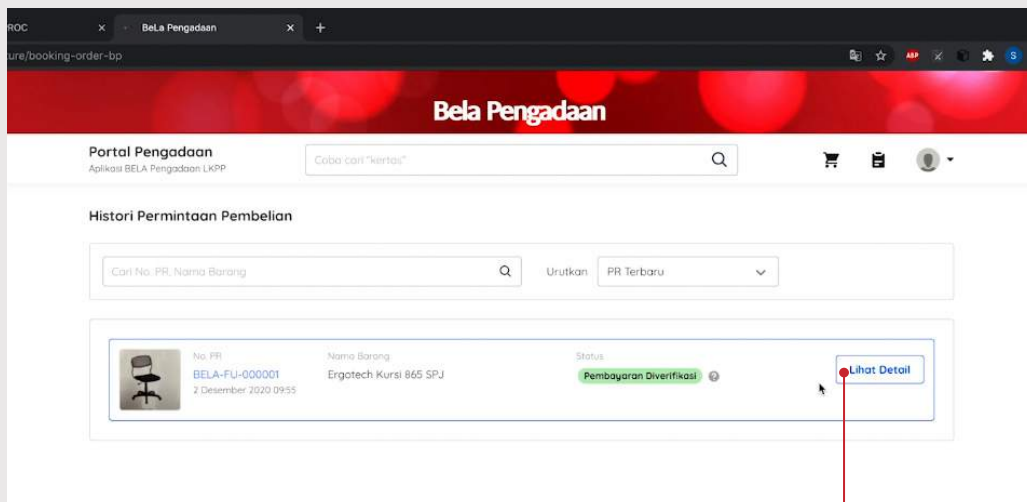 ROC
BeLa Pengadaan
ure/booking-order-bp
ABP
S
Bela Pengadaan
Portal Pengadaan
Aplikasi BELA Pengadaan LKPP
Coba cari "kertas"
Histori Permintaan Pembelian
Cari No. PR, Nama Barang
Urutkan
PR Terbaru
No. PR
Nama Barang
Status
BELA-FU-000001
Ergotech Kursi 865 SPJ
Pembayaran Diverifikasi
Lihat Detail
2 Desember 2020 09:55